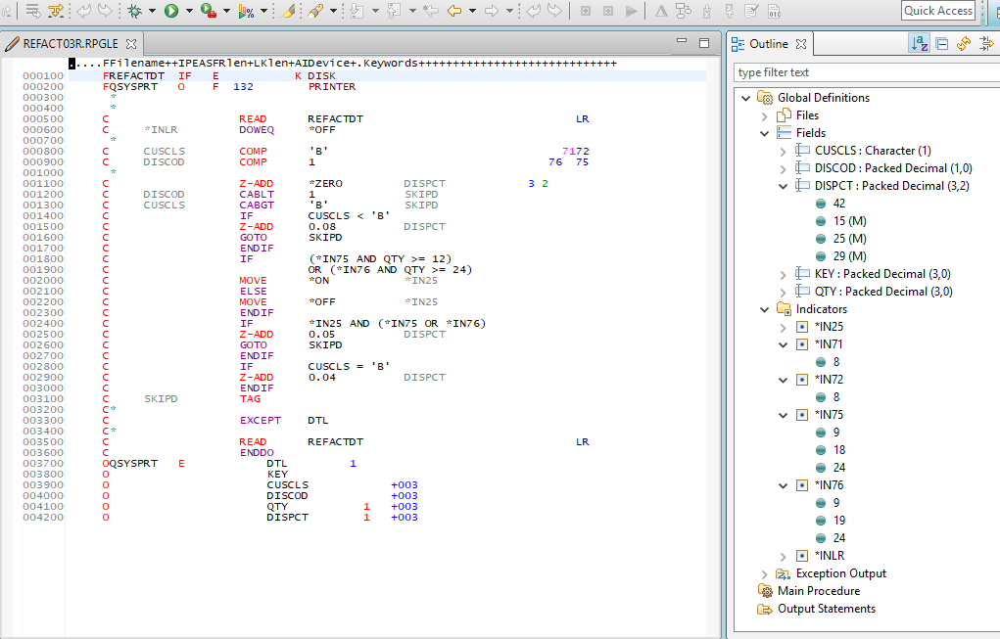 Quick Access
REFACT03R.RPGLE
.....FFilename++IPEASFRlen+LKlen+AIDevice+.Keywords+++++++++++++++++++++++++++++
000100 FREFACTDT IF E K DISK
000200 FQSYSPRT O F 132 PRINTER
000300 *
000400 *
000500 C READ REFACTDT LR
000600 C *INLR DOWEQ *OFF
000700 *
000800 C CUSCLS COMP 'B' 7172
000900 C DISCOD COMP 1 76 75
001000 *
001100 C Z-ADD *ZERO DISPCT 3 2
001200 C DISCOD CABLT 1 SKIPD
001300 C CUSCLS CABGT 'B' SKIPD
001400 C IF CUSCLS < 'B'
001500 C Z-ADD 0.08 DISPCT
001600 C GOTO SKIPD
001700 C ENDIF
001800 C IF (*IN75 AND QTY >= 12)
001900 C OR (*IN76 AND QTY >= 24)
002000 C MOVE *ON *IN25
002100 C ELSE
002200 C MOVE *OFF *IN25
002300 C ENDIF
002400 C IF *IN25 AND (*IN75 OR *IN76)
002500 C Z-ADD 0.05 DISPCT
002600 C GOTO SKIPD
002700 C ENDIF
002800 C IF CUSCLS = 'B'
002900 C Z-ADD 0.04 DISPCT
003000 C ENDIF
003100 C SKIPD TAG
003200 C*
003300 C EXCEPT DTL
003400 C*
003500 C READ REFACTDT LR
003600 C ENDDO
003700 OQSYSPRT E DTL 1
003800 O KEY
003900 O CUSCLS +003
004000 O DISCOD +003
004100 O QTY 1 +003
004200 O DISPCT 1 +003
Outline
type filter text
Global Definitions
Files
Fields
CUSCLS : Character (1)
DISCOD : Packed Decimal (1,0)
DISPCT : Packed Decimal (3,2)
42
15 (M)
25 (M)
29 (M)
KEY : Packed Decimal (3,0)
QTY : Packed Decimal (3,0)
Indicators
*IN25
*IN71
8
*IN72
8
*IN75
9
18
24
*IN76
9
19
24
*INLR
Exception Output
Main Procedure
Output Statements